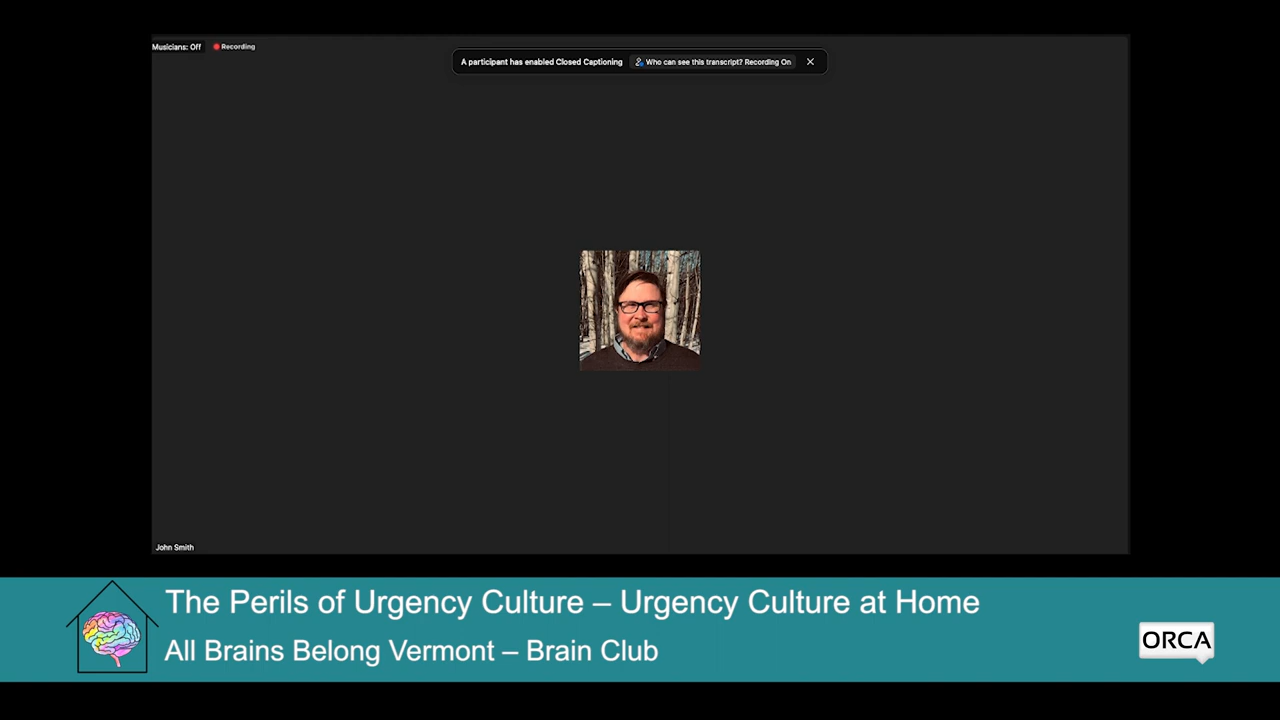 Musicians: Off Recording
A participant has enabled Closed Captioning Who can see this transcript? Recording On
John Smith
The Perils of Urgency Culture – Urgency Culture at Home
All Brains Belong Vermont – Brain Club
ORCA